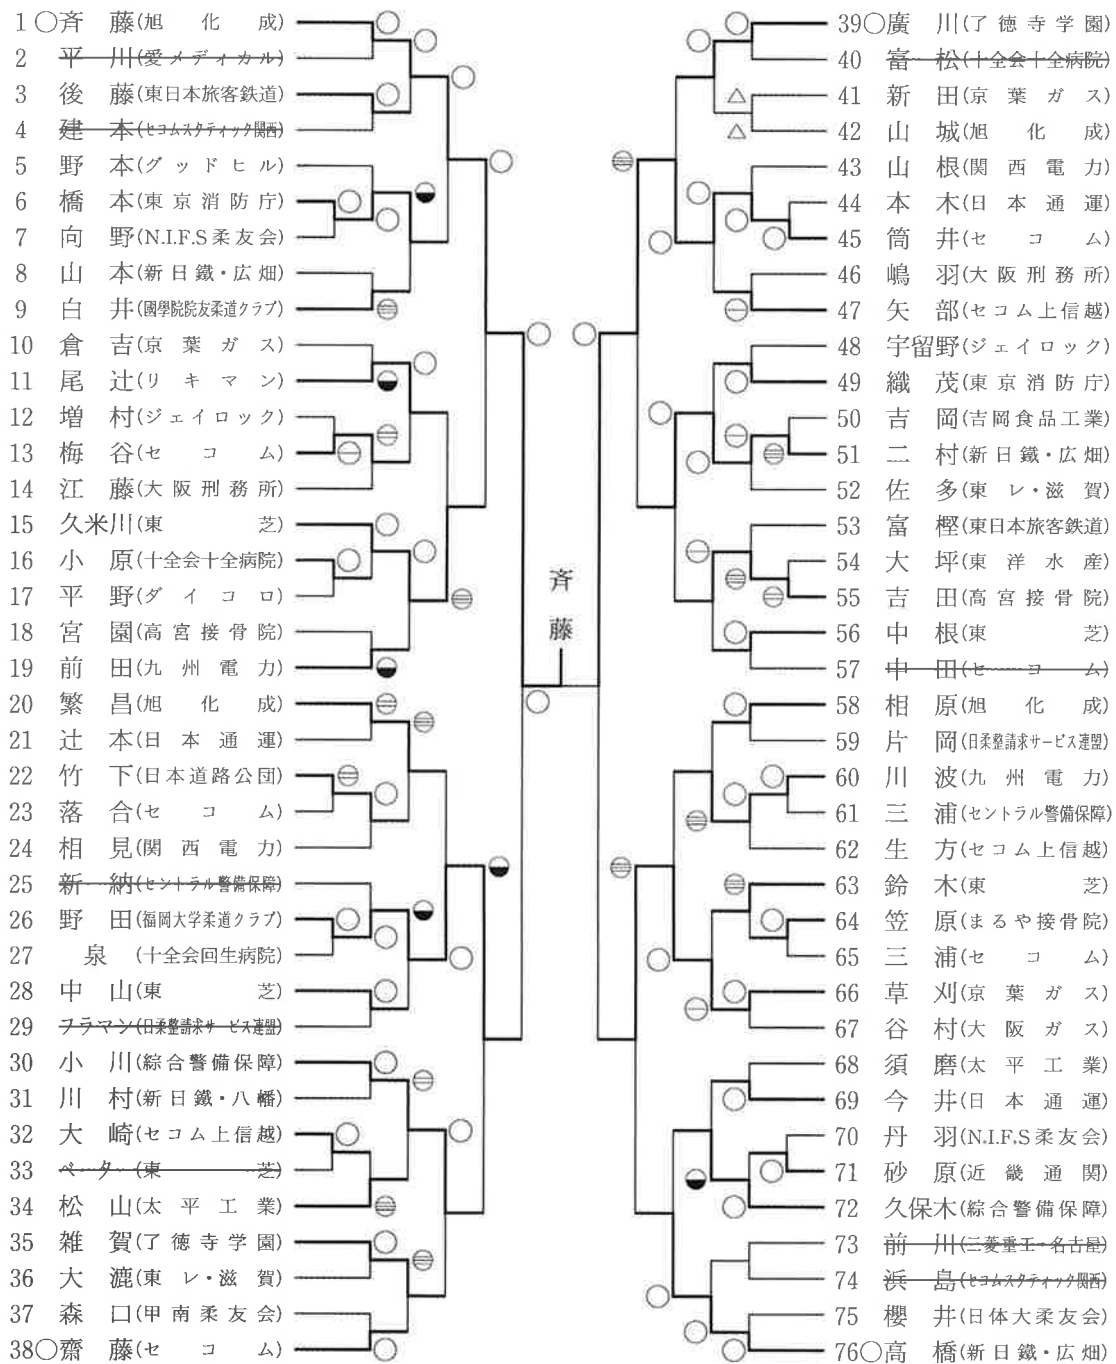 1○斉藤(旭化成)
2 平川(愛メディカル)
3 後藤(東日本旅客鉄道)
4 建本(セコムスタティック関西)
5 野本(グッドヒル)
6 橋本(東京消防庁)
7 向野(N.I.F.S柔友会)
8 山本(新日鐵・広畑)
9 白井(國學院院友柔道クラブ)
10 倉吉(京葉ガス)
11 尾辻(リキマン)
12 増村(ジェイロック)
13 梅谷(セコム)
14 江藤(大阪刑務所)
15 久米川(東芝)
16 小原(十全会十全病院)
17 平野(ダイコロ)
18 宮園(高宮接骨院)
19 前田(九州電力)
20 繁昌(旭化成)
21 辻本(日本通運)
22 竹下(日本道路公団)
23 落合(セコム)
24 相見(関西電力)
25 新納(セントラル警備保障)
26 野田(福岡大学柔道クラブ)
27 泉(十全会回生病院)
28 中山(東芝)
29 フラマン(日柔整請求サービス連盟)
30 小川(綜合警備保障)
31 川村(新日鐵・八幡)
32 大崎(セコム上信越)
33 ペーター(東芝)
34 松山(太平工業)
35 雑賀(了徳寺学園)
36 大漉(東レ・滋賀)
37 森口(甲南柔友会)
38○齋藤(セコム)
斉藤
39○廣川(了徳寺学園)
40 富松(十全会十全病院)
41 新田(京葉ガス)
42 山城(旭化成)
43 山根(関西電力)
44 本木(日本通運)
45 筒井(セコム)
46 嶋羽(大阪刑務所)
47 矢部(セコム上信越)
48 宇留野(ジェイロック)
49 織茂(東京消防庁)
50 吉岡(吉岡食品工業)
51 二村(新日鐵・広畑)
52 佐多(東レ・滋賀)
53 富樫(東日本旅客鉄道)
54 大坪(東洋水産)
55 吉田(高宮接骨院)
56 中根(東芝)
57 中田(セコム)
58 相原(旭化成)
59 片岡(日柔整請求サービス連盟)
60 川波(九州電力)
61 三浦(セントラル警備保障)
62 生方(セコム上信越)
63 鈴木(東芝)
64 笠原(まるや接骨院)
65 三浦(セコム)
66 草刈(京葉ガス)
67 谷村(大阪ガス)
68 須磨(太平工業)
69 今井(日本通運)
70 丹羽(N.I.F.S柔友会)
71 砂原(近畿通関)
72 久保木(綜合警備保障)
73 前川(三菱重工・名古屋)
74 浜島(セコムスタティック関西)
75 櫻井(日体大柔友会)
76○高橋(新日鐵・広畑)